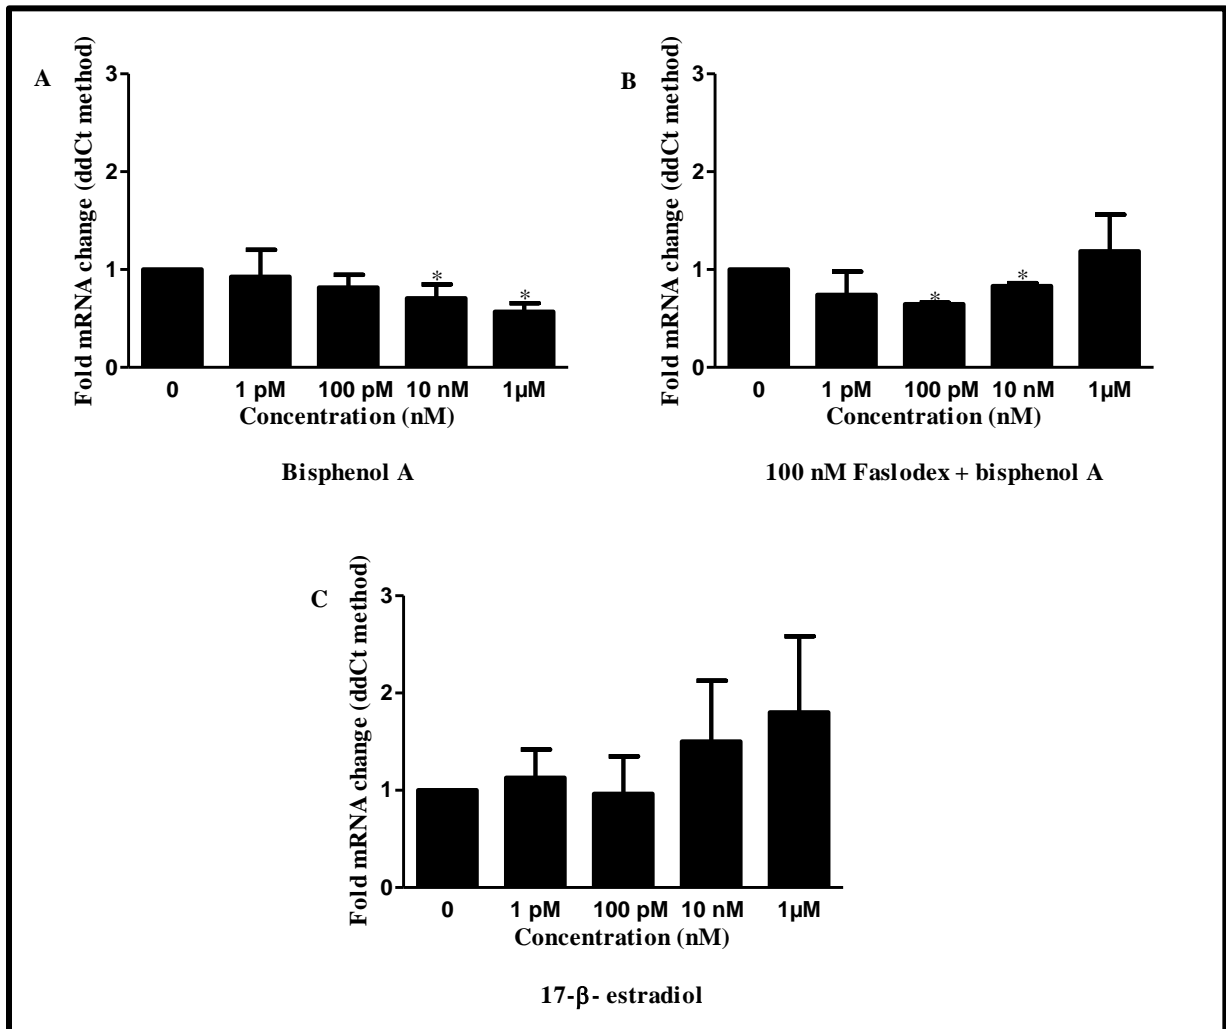 A
Fold mRNA change (ddCt method)
3
2
1
0
*
*
0 1 pM 100 pM 10 nM 1µM
Concentration (nM)
Bisphenol A
B
Fold mRNA change (ddCt method)
3
2
1
0
*
*
0 1 pM 100 pM 10 nM 1µM
Concentration (nM)
100 nM Faslodex + bisphenol A
C
Fold mRNA change (ddCt method)
3
2
1
0
0 1 pM 100 pM 10 nM 1µM
Concentration (nM)
17-β- estradiol